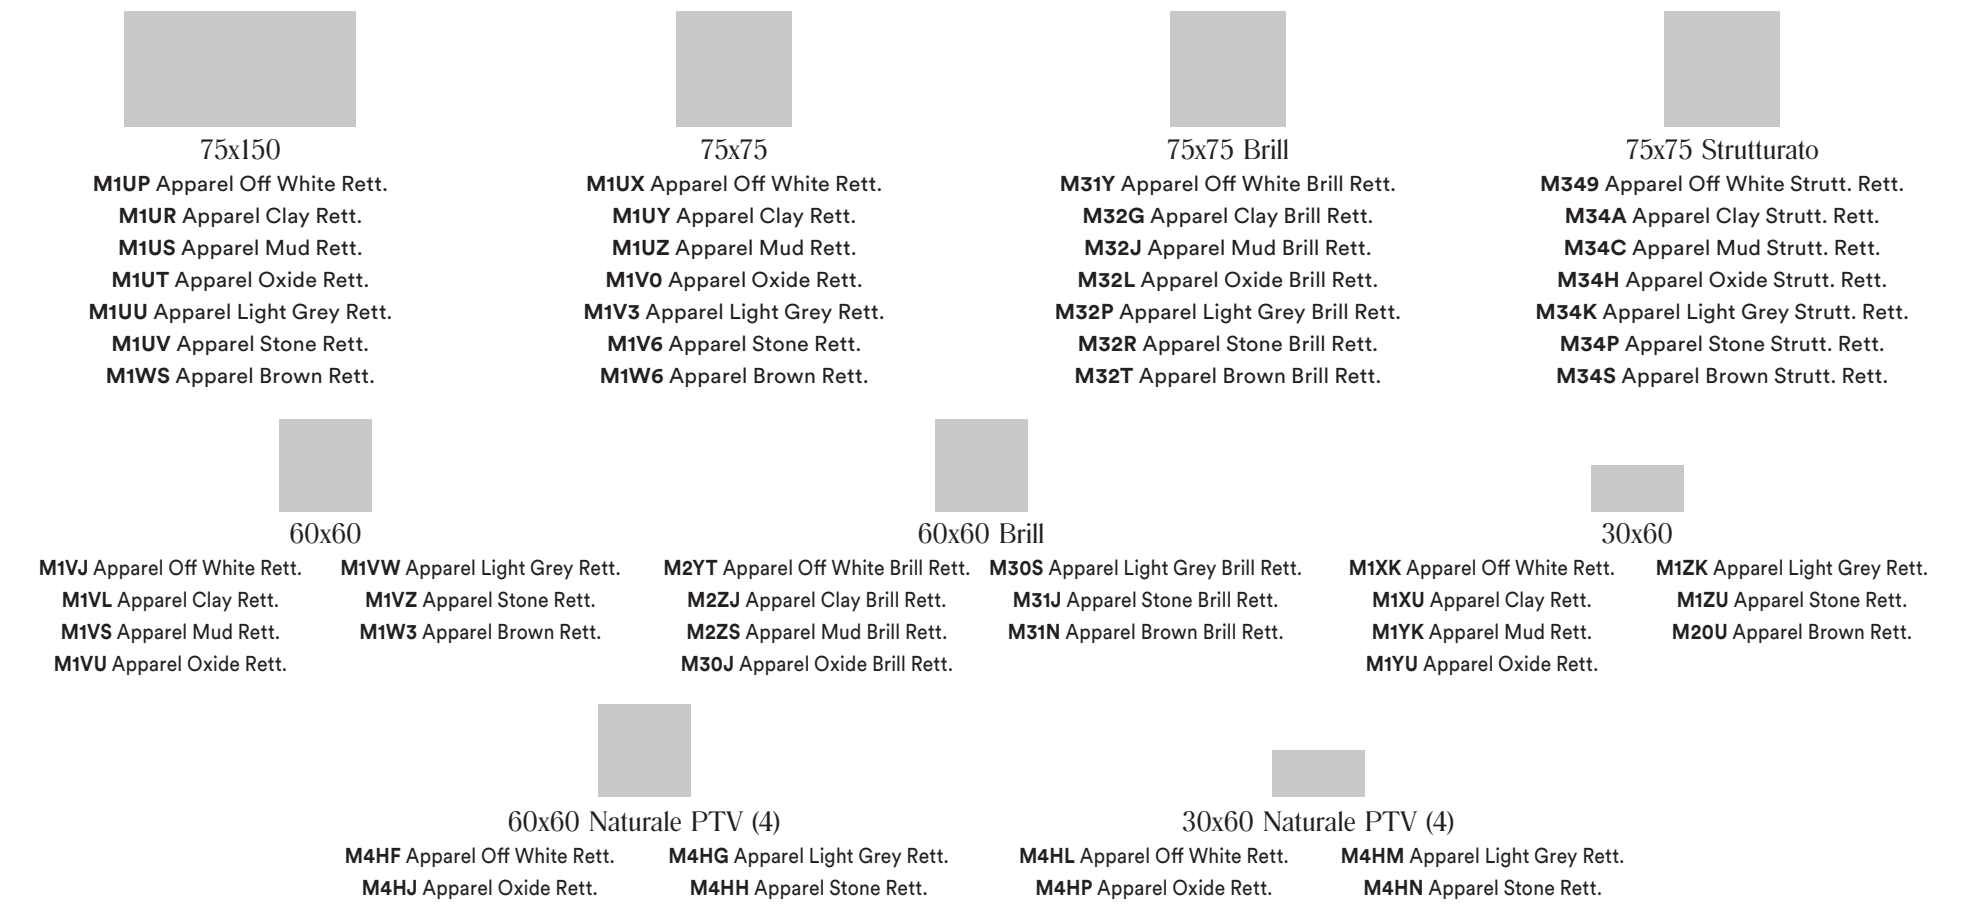 75x150
M1UP Apparel Off White Rett.
M1UR Apparel Clay Rett.
M1US Apparel Mud Rett.
M1UT Apparel Oxide Rett.
M1UU Apparel Light Grey Rett.
M1UV Apparel Stone Rett.
M1WS Apparel Brown Rett.
75x75
M1UX Apparel Off White Rett.
M1UY Apparel Clay Rett.
M1UZ Apparel Mud Rett.
M1V0 Apparel Oxide Rett.
M1V3 Apparel Light Grey Rett.
M1V6 Apparel Stone Rett.
M1W6 Apparel Brown Rett.
75x75 Brill
M31Y Apparel Off White Brill Rett.
M32G Apparel Clay Brill Rett.
M32J Apparel Mud Brill Rett.
M32L Apparel Oxide Brill Rett.
M32P Apparel Light Grey Brill Rett.
M32R Apparel Stone Brill Rett.
M32T Apparel Brown Brill Rett.
75x75 Strutturato
M349 Apparel Off White Strutt. Rett.
M34A Apparel Clay Strutt. Rett.
M34C Apparel Mud Strutt. Rett.
M34H Apparel Oxide Strutt. Rett.
M34K Apparel Light Grey Strutt. Rett.
M34P Apparel Stone Strutt. Rett.
M34S Apparel Brown Strutt. Rett.
60x60
M1VJ Apparel Off White Rett.
M1VL Apparel Clay Rett.
M1VS Apparel Mud Rett.
M1VU Apparel Oxide Rett.
M1VW Apparel Light Grey Rett.
M1VZ Apparel Stone Rett.
M1W3 Apparel Brown Rett.
60x60 Brill
M2YT Apparel Off White Brill Rett.
M2ZJ Apparel Clay Brill Rett.
M2ZS Apparel Mud Brill Rett.
M30J Apparel Oxide Brill Rett.
M30S Apparel Light Grey Brill Rett.
M31J Apparel Stone Brill Rett.
M31N Apparel Brown Brill Rett.
30x60
M1XK Apparel Off White Rett.
M1XU Apparel Clay Rett.
M1YK Apparel Mud Rett.
M1YU Apparel Oxide Rett.
M1ZK Apparel Light Grey Rett.
M1ZU Apparel Stone Rett.
M20U Apparel Brown Rett.
60x60 Naturale PTV (4)
M4HF Apparel Off White Rett.
M4HJ Apparel Oxide Rett.
M4HG Apparel Light Grey Rett.
M4HH Apparel Stone Rett.
30x60 Naturale PTV (4)
M4HL Apparel Off White Rett.
M4HP Apparel Oxide Rett.
M4HM Apparel Light Grey Rett.
M4HN Apparel Stone Rett.